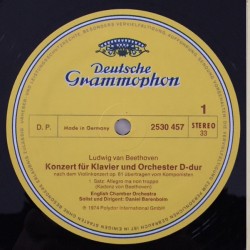 Deutsche
Grammophon
D. P.
Made in Germany
2530 457
1
STEREO
33
Ludwig van Beethoven
Konzert für Klavier und Orchester D-dur
nach dem Violinkonzert op. 61 übertragen vom Komponisten
1. Satz: Allegro ma non troppo
(Kadenz von Beethoven)
English Chamber Orchestra
Solist und Dirigent: Daniel Barenboim
℗ 1974 Polydor International GmbH